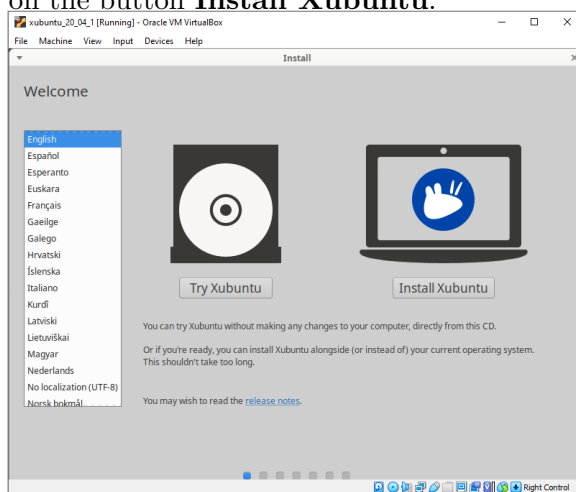 on the button Install Xubuntu.
xubuntu_20_04_1 [Running] - Oracle VM VirtualBox
File Machine View Input Devices Help
Install
Welcome
English
Español
Esperanto
Euskara
Français
Gaeilge
Galego
Hrvatski
Íslenska
Italiano
Kurdî
Latviski
Lietuviškai
Magyar
Nederlands
No localization (UTF-8)
Norsk bokmål
Try Xubuntu
Install Xubuntu
You can try Xubuntu without making any changes to your computer, directly from this CD.
Or if you're ready, you can install Xubuntu alongside (or instead of) your current operating system.
This shouldn't take too long.
You may wish to read the release notes.
Right Control